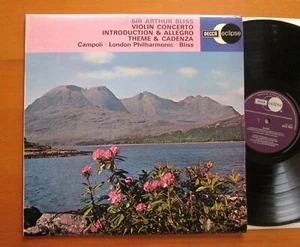 SIR ARTHUR BLISS
VIOLIN CONCERTO
INTRODUCTION & ALLEGRO
THEME & CADENZA
Campoli · London Philharmonic · Bliss
DECCA eclipse